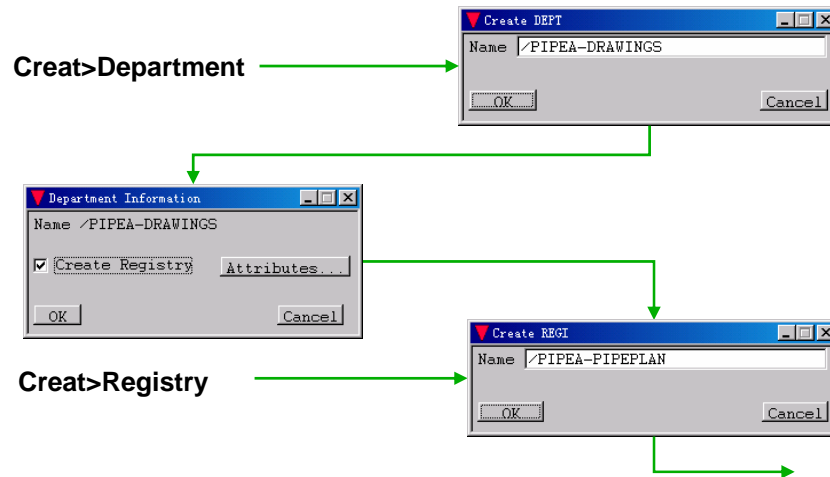 Create DEPT
Name /PIPEA-DRAWINGS
Creat>Department
OK Cancel
Department Information
Name /PIPEA-DRAWINGS
Create Registry Attributes...
OK Cancel
Create REGI
Name /PIPEA-PIPEPLAN
Creat>Registry
OK Cancel